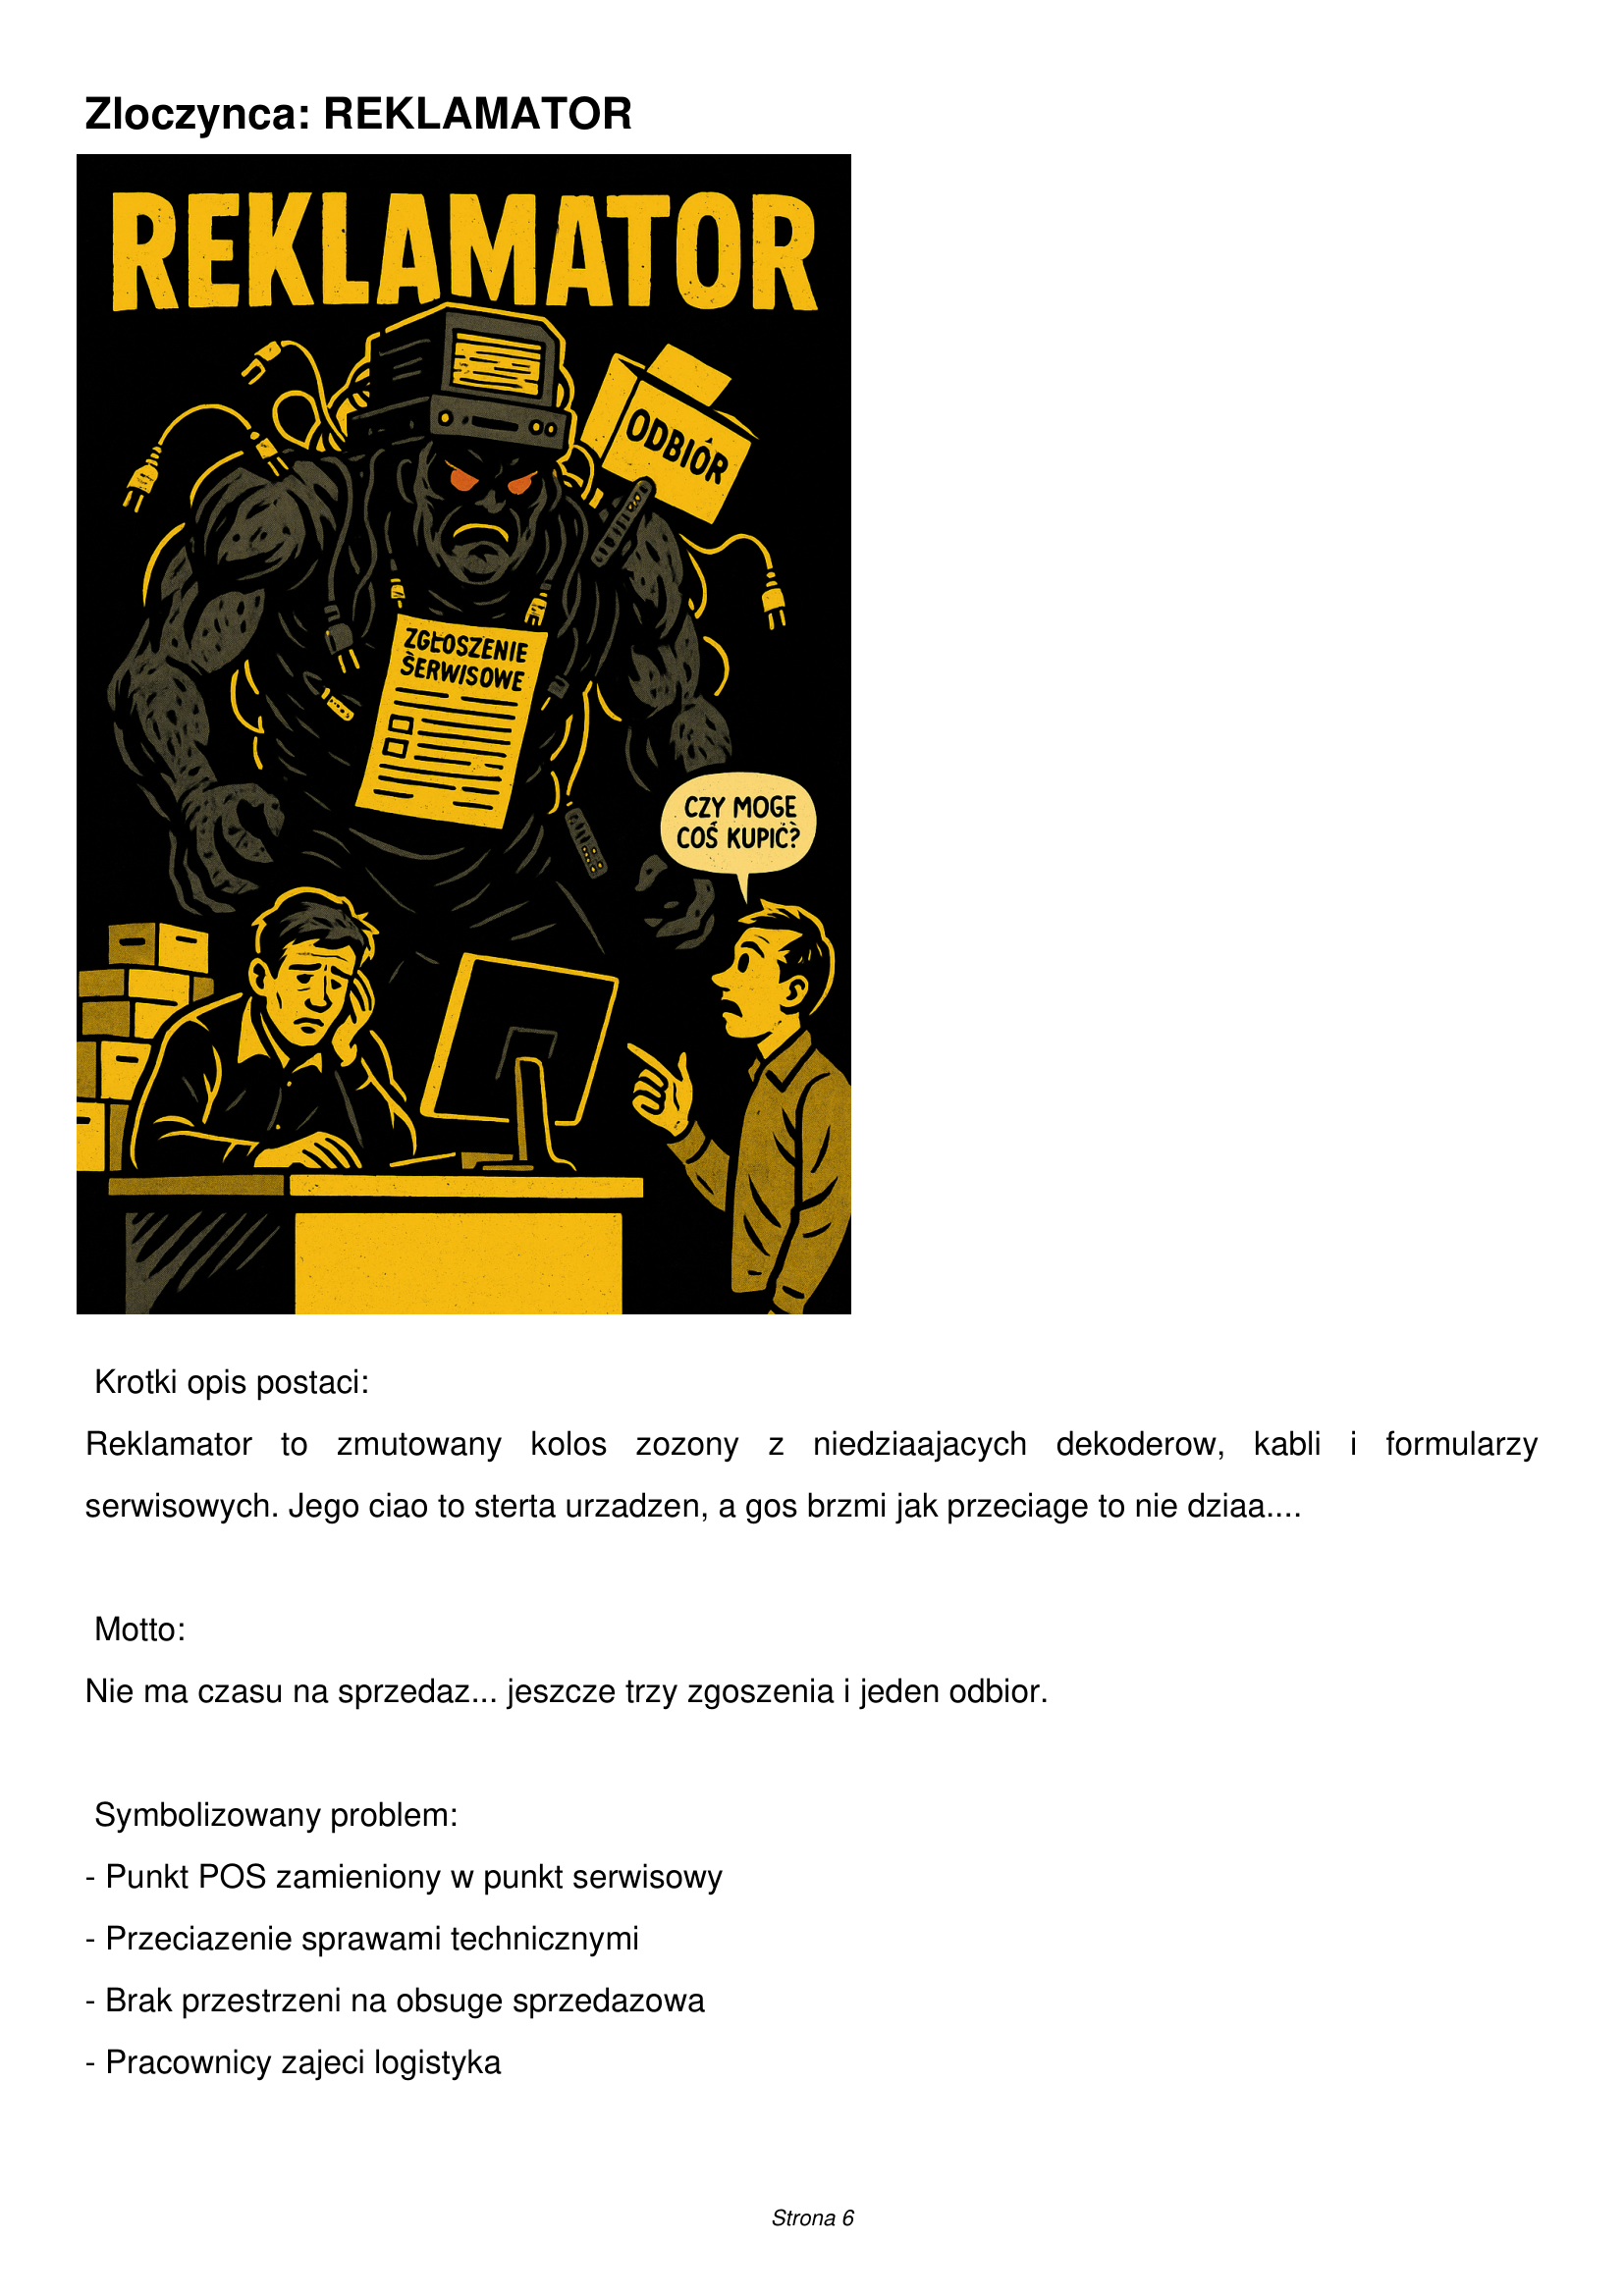 Zloczynca: REKLAMATOR
REKLAMATOR
ODBIÓR
ZGŁOSZENIE
SERWISOWE
CZY MOGE
COŚ KUPIĆ?
Krotki opis postaci:
Reklamator to zmutowany kolos zozony z niedziaajacych dekoderow, kabli i formularzy
serwisowych. Jego ciao to sterta urzadzen, a gos brzmi jak przeciage to nie dziaa....
Motto:
Nie ma czasu na sprzedaz... jeszcze trzy zgoszenia i jeden odbior.
Symbolizowany problem:
- Punkt POS zamieniony w punkt serwisowy
- Przeciazenie sprawami technicznymi
- Brak przestrzeni na obsuge sprzedazowa
- Pracownicy zajeci logistyka
Strona 6